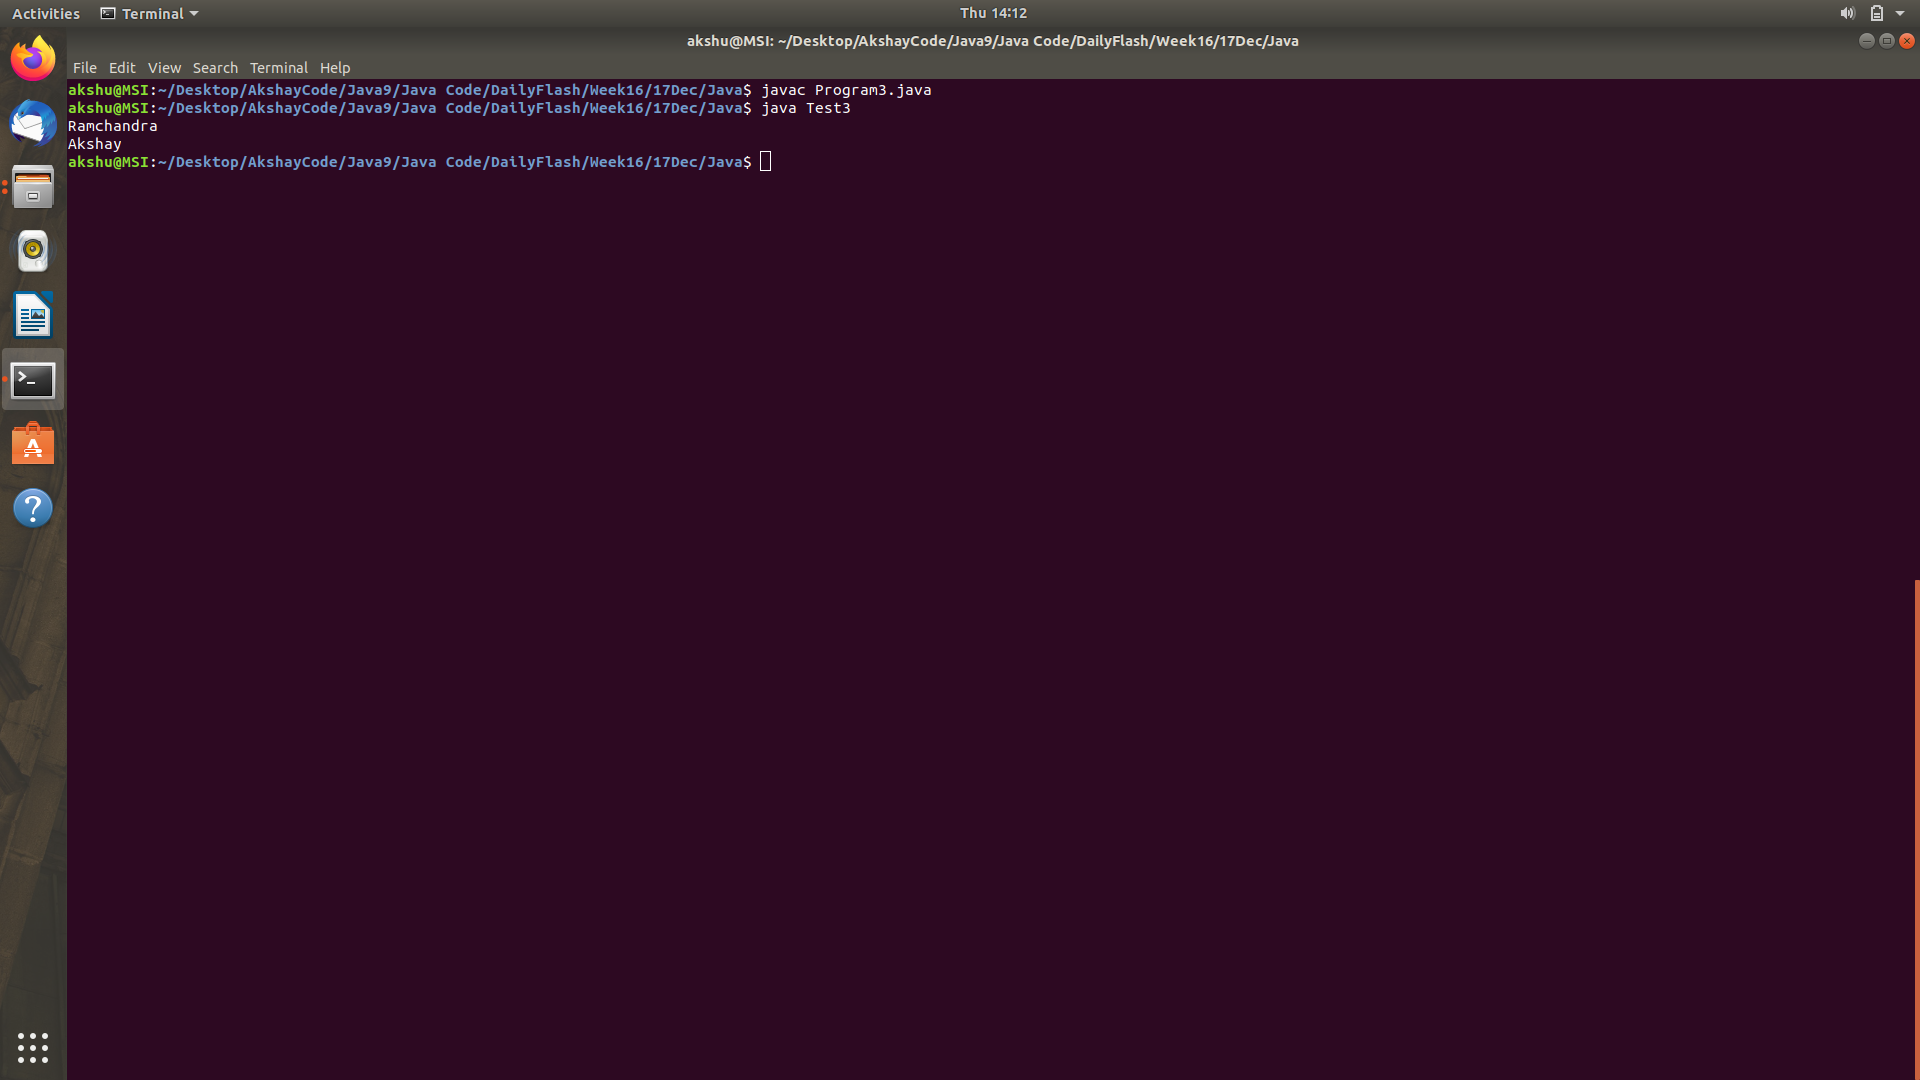 Activities Terminal Thu 14:12
akshu@MSI: ~/Desktop/AkshayCode/Java9/Java Code/DailyFlash/Week16/17Dec/Java
File Edit View Search Terminal Help
akshu@MSI:~/Desktop/AkshayCode/Java9/Java Code/DailyFlash/Week16/17Dec/Java$ javac Program3.java
akshu@MSI:~/Desktop/AkshayCode/Java9/Java Code/DailyFlash/Week16/17Dec/Java$ java Test3
Ramchandra
Akshay
akshu@MSI:~/Desktop/AkshayCode/Java9/Java Code/DailyFlash/Week16/17Dec/Java$